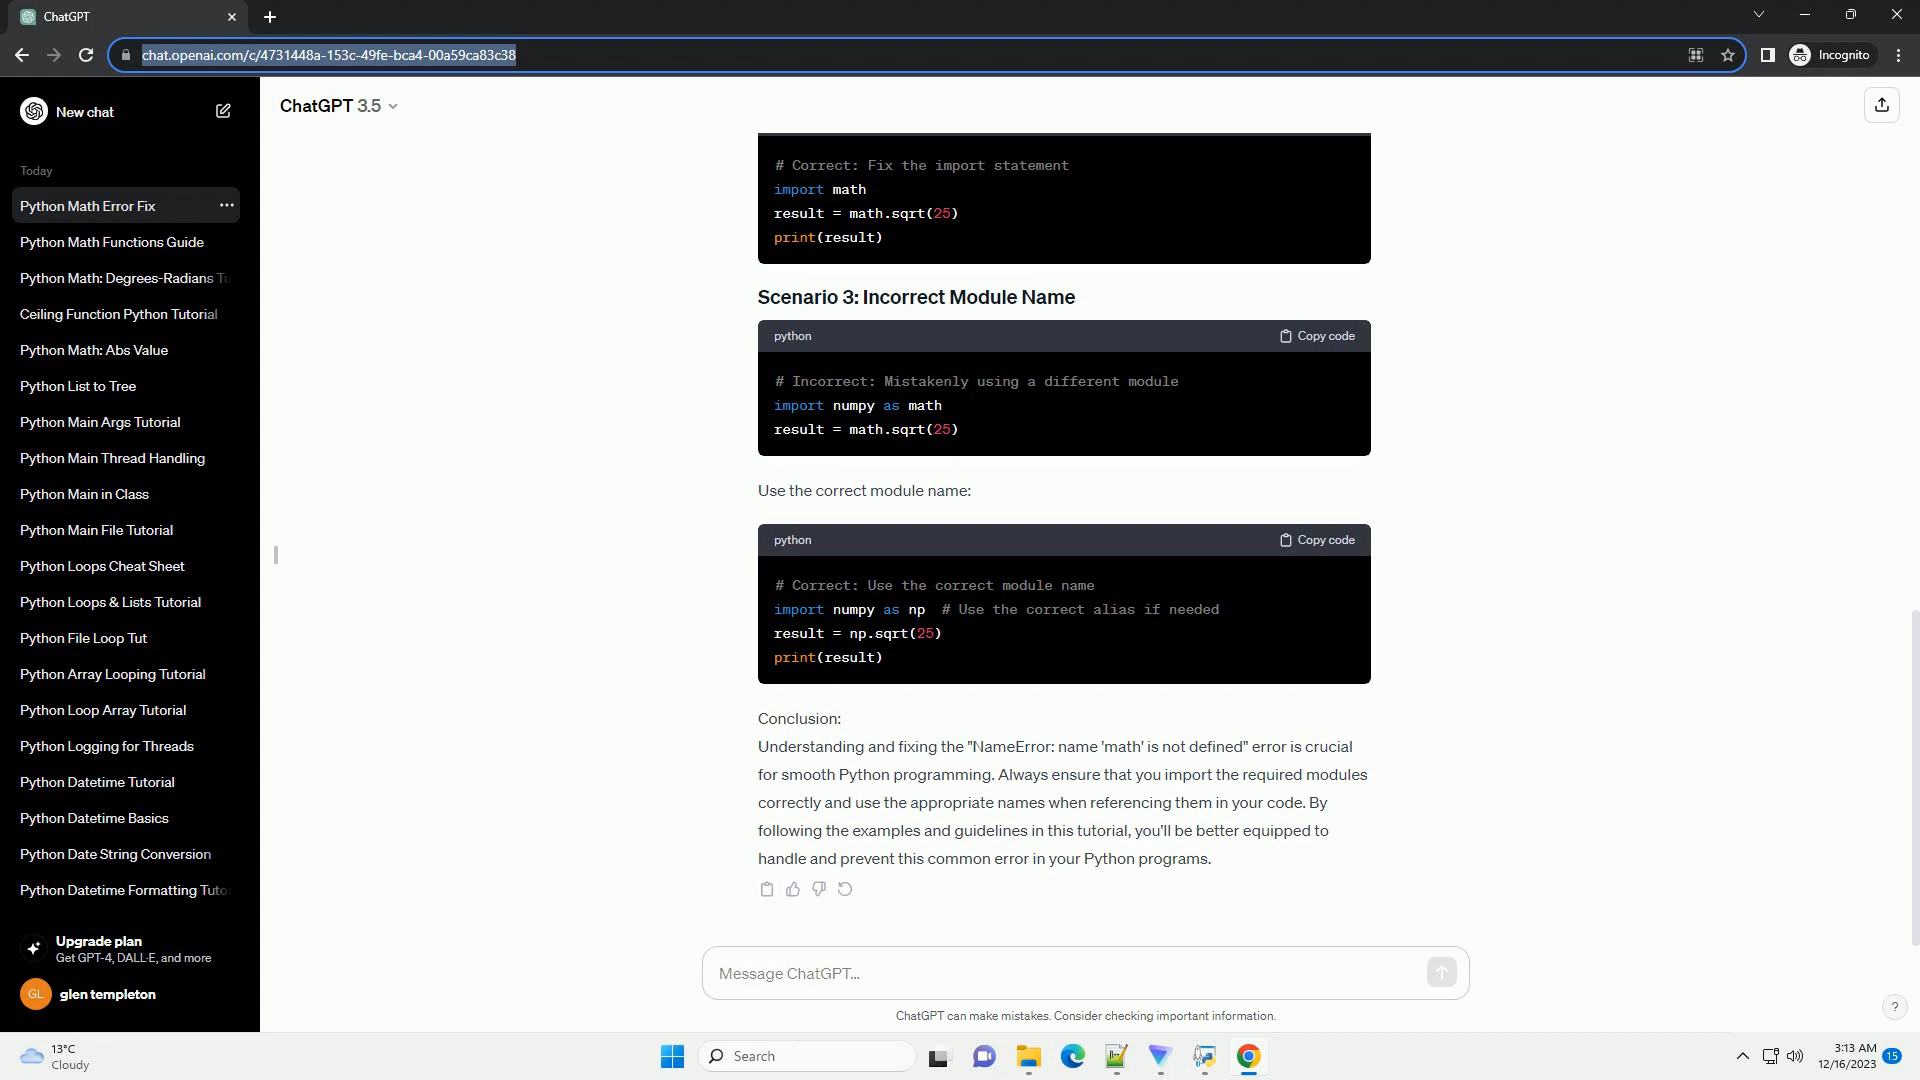 ChatGPT
chat.openai.com/c/4731448a-153c-49fe-bca4-00a59ca83c38
Incognito
New chat
ChatGPT 3.5
Today
Python Math Error Fix
Python Math Functions Guide
Python Math: Degrees-Radians Tu
Ceiling Function Python Tutorial
Python Math: Abs Value
Python List to Tree
Python Main Args Tutorial
Python Main Thread Handling
Python Main in Class
Python Main File Tutorial
Python Loops Cheat Sheet
Python Loops & Lists Tutorial
Python File Loop Tut
Python Array Looping Tutorial
Python Loop Array Tutorial
Python Logging for Threads
Python Datetime Tutorial
Python Datetime Basics
Python Date String Conversion
Python Datetime Formatting Tuto
Upgrade plan
Get GPT-4, DALL·E, and more
GL
glen templeton
# Correct: Fix the import statement
import math
result = math.sqrt(25)
print(result)
Scenario 3: Incorrect Module Name
python
Copy code
# Incorrect: Mistakenly using a different module
import numpy as math
result = math.sqrt(25)
Use the correct module name:
python
Copy code
# Correct: Use the correct module name
import numpy as np  # Use the correct alias if needed
result = np.sqrt(25)
print(result)
Conclusion:
Understanding and fixing the "NameError: name 'math' is not defined" error is crucial
for smooth Python programming. Always ensure that you import the required modules
correctly and use the appropriate names when referencing them in your code. By
following the examples and guidelines in this tutorial, you'll be better equipped to
handle and prevent this common error in your Python programs.
Message ChatGPT...
ChatGPT can make mistakes. Consider checking important information.
?
13°C
Cloudy
Search
3:13 AM
12/16/2023
15